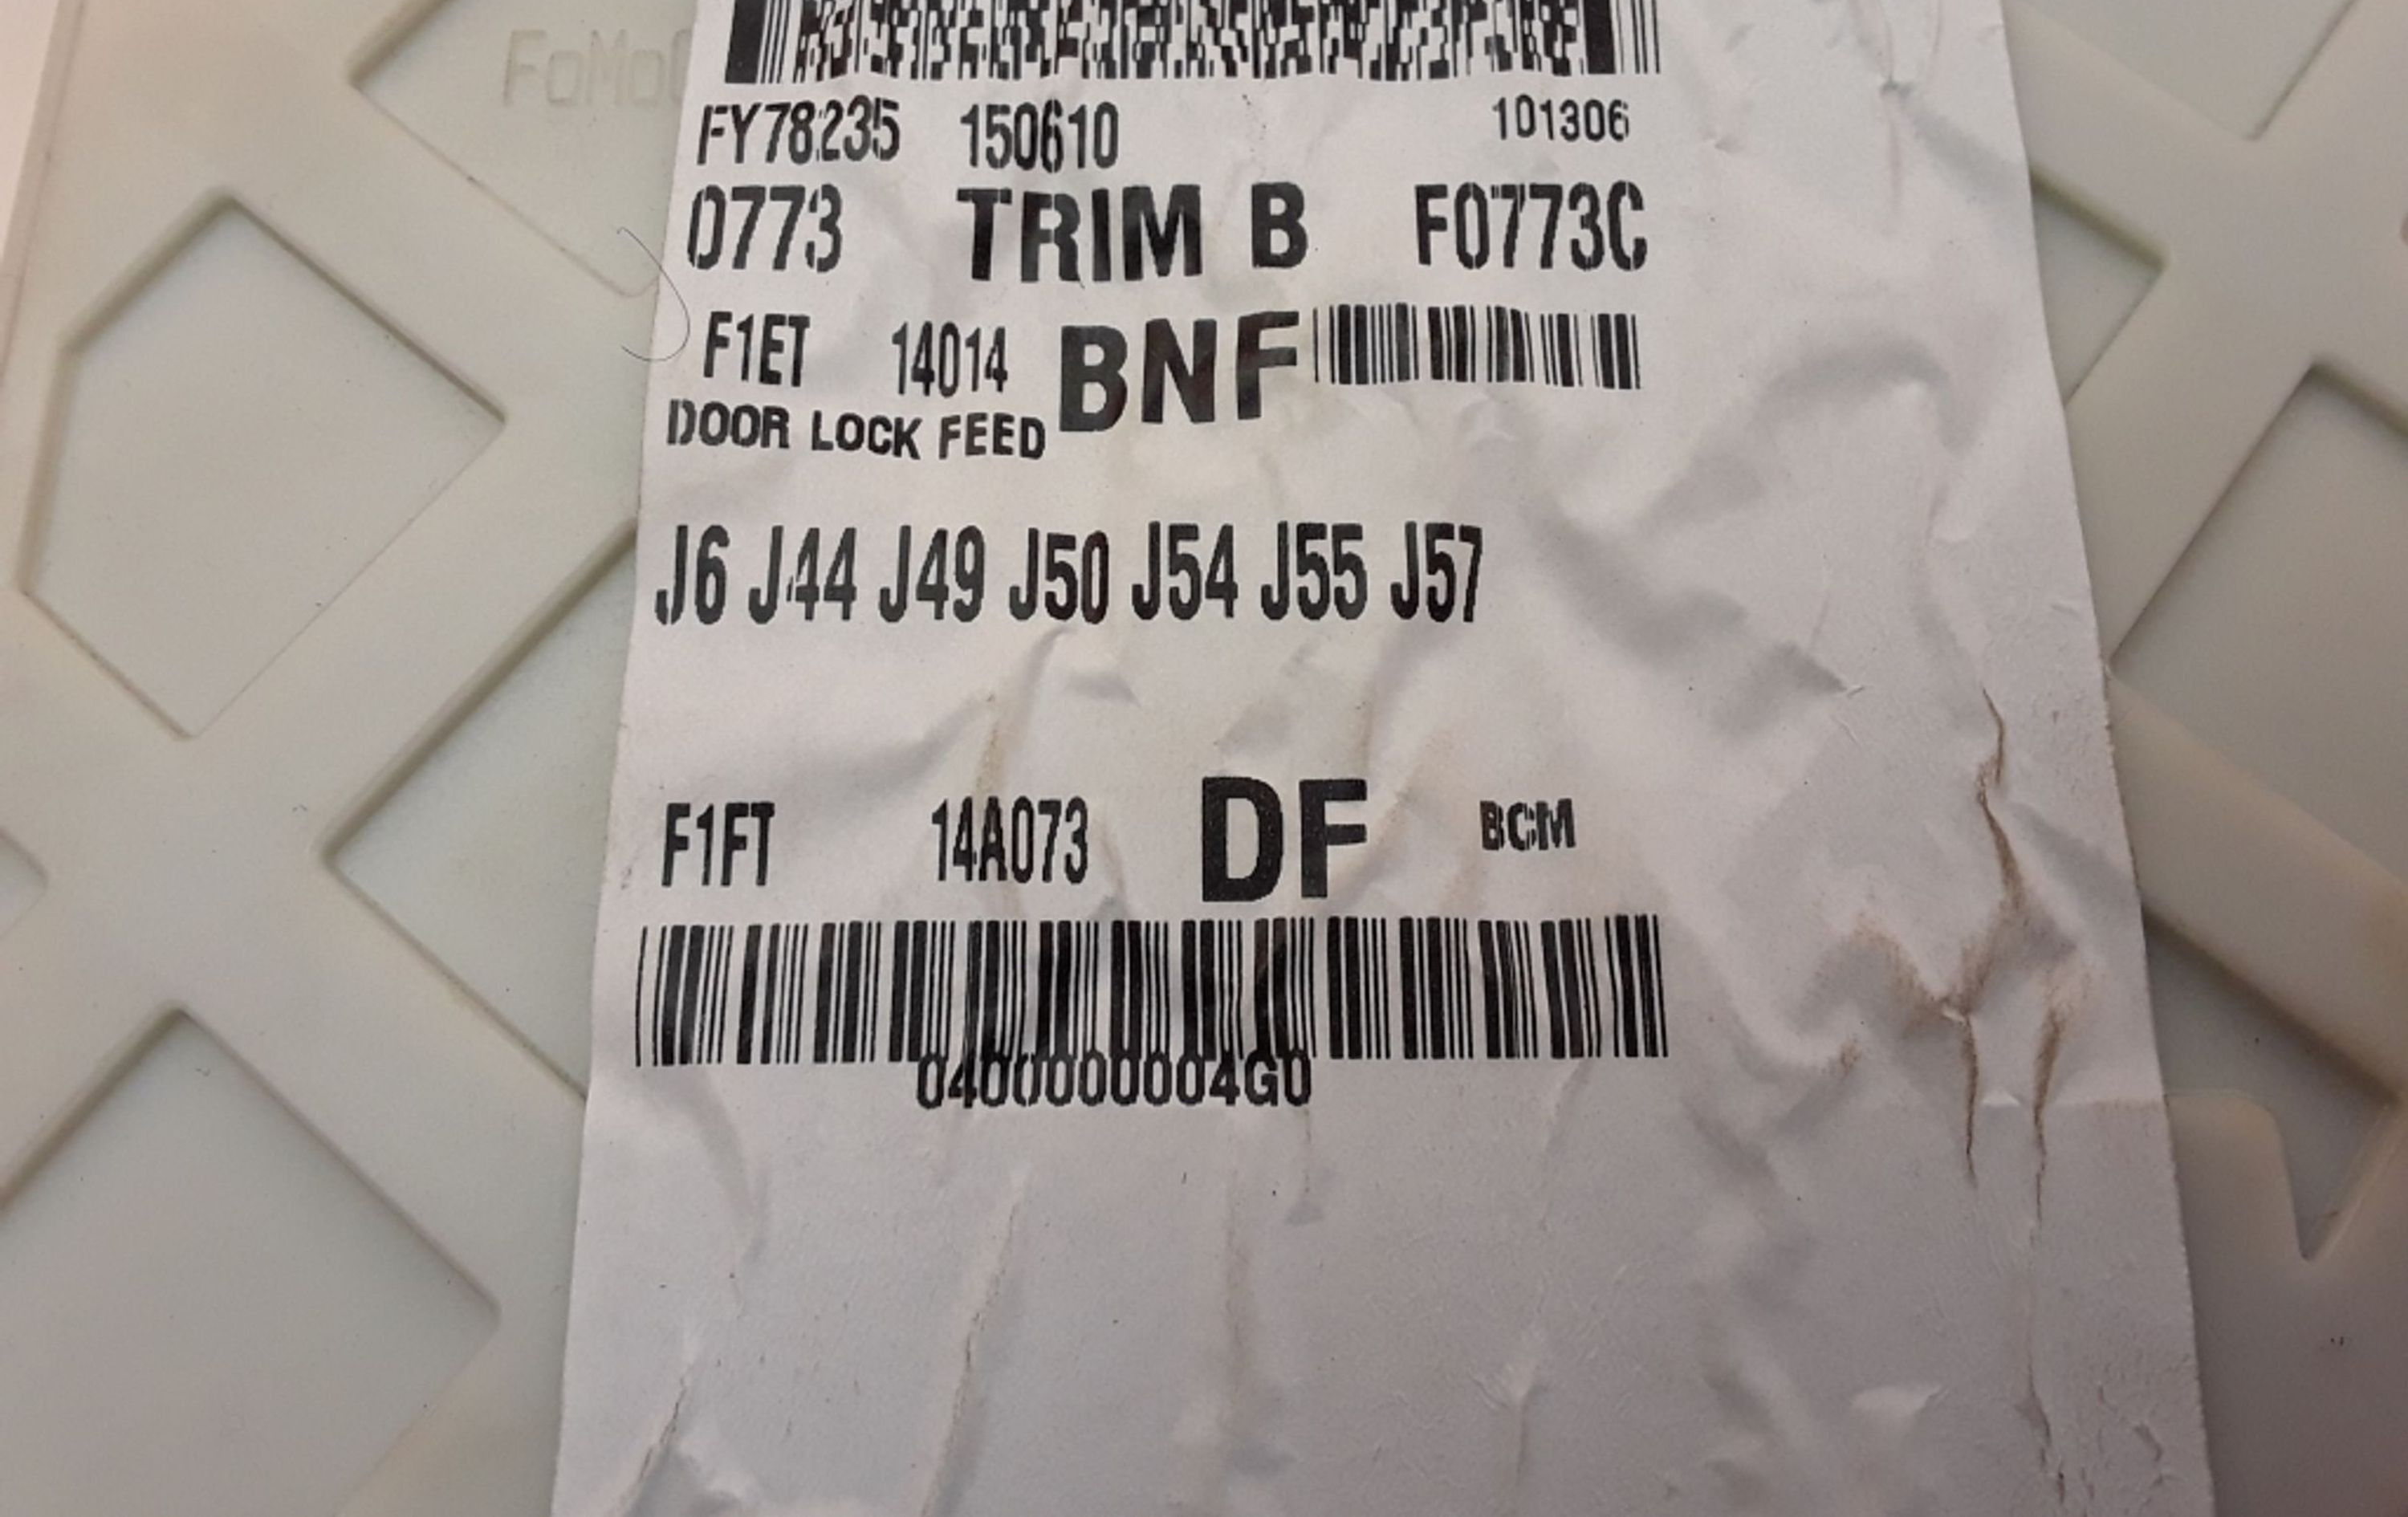 FoMoC
FY78235 150610 101306
0773 TRIM B F0773C
F1ET 14014 BNF
DOOR LOCK FEED
J6 J44 J49 J50 J54 J55 J57
F1FT 14A073 DF BCM
0400000004G0